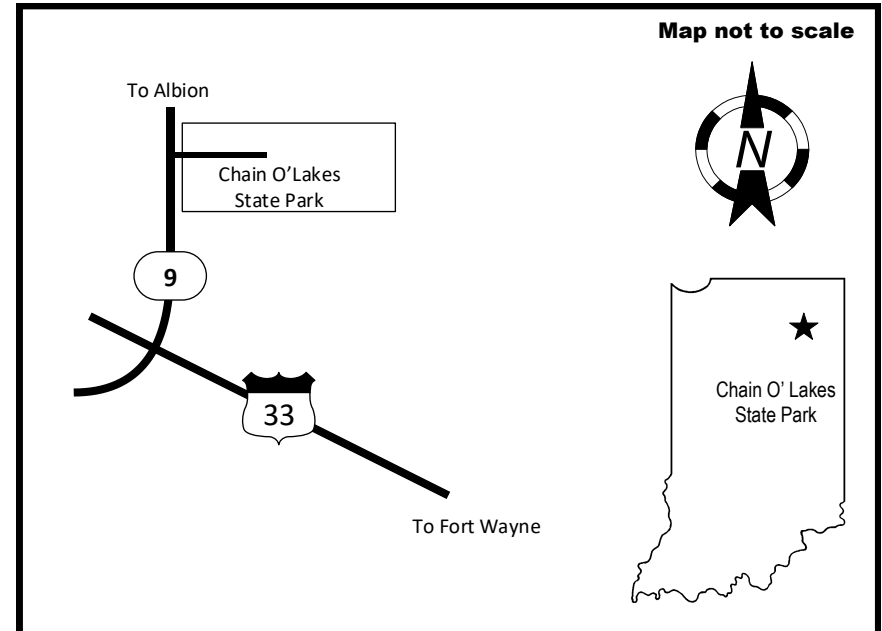 Map not to scale
To Albion
N
Chain O'Lakes
State Park
9
Chain O' Lakes
State Park
33
To Fort Wayne